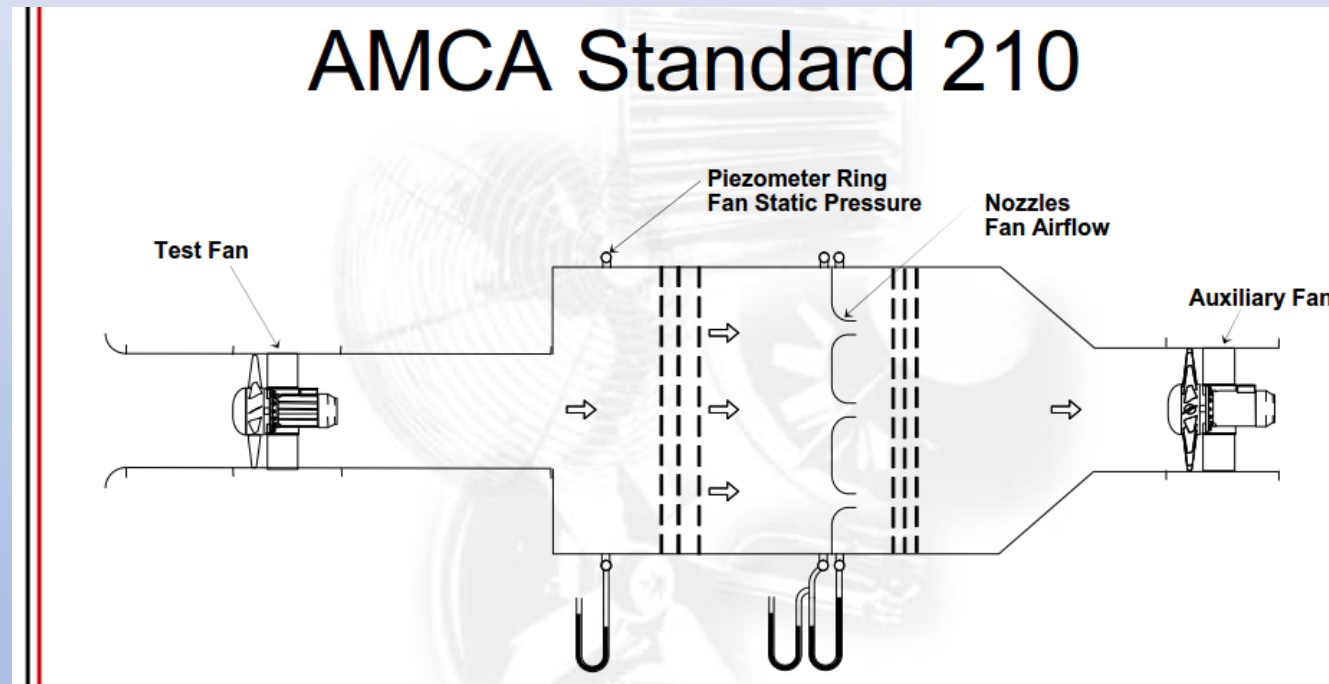 AMCA Standard 210
Piezometer Ring
Fan Static Pressure
Nozzles
Fan Airflow
Test Fan
Auxiliary Fan